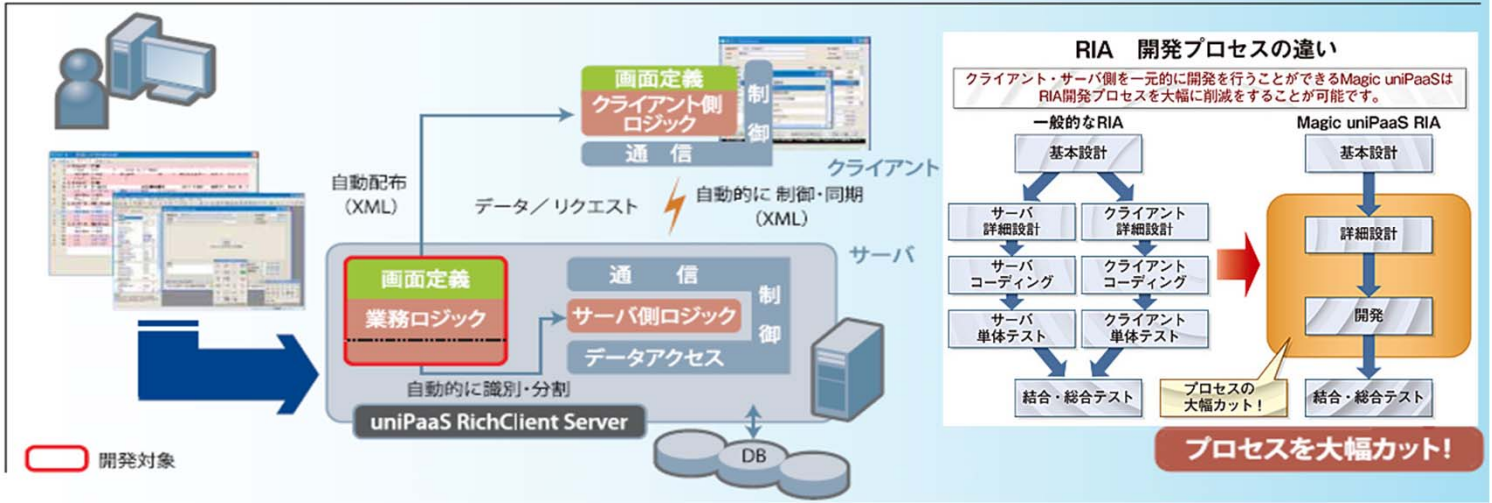 画面定義
クライアント側
ロジック
制御
通信
クライアント
自動配布
(XML)
データ／リクエスト
自動的に 制御・同期
(XML)
サーバ
画面定義
業務ロジック
通信
サーバ側ロジック
制御
データアクセス
自動的に識別・分割
uniPaaS RichClient Server
DB
開発対象
RIA 開発プロセスの違い
クライアント・サーバ側を一元的に開発を行うことができるMagic uniPaaSは
RIA開発プロセスを大幅に削減をすることが可能です。
一般的なRIA
基本設計
サーバ
詳細設計
クライアント
詳細設計
サーバ
コーディング
クライアント
コーディング
サーバ
単体テスト
クライアント
単体テスト
結合・総合テスト
Magic uniPaaS RIA
基本設計
詳細設計
開発
プロセスの
大幅カット！
結合・総合テスト
プロセスを大幅カット！